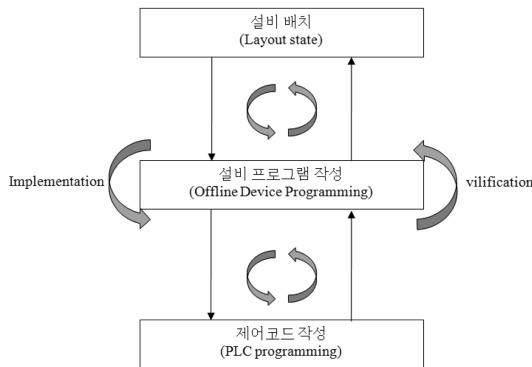 설비 배치
(Layout state)
설비 프로그램 작성
(Offline Device Programming)
Implementation
vilification
제어코드 작성
(PLC programming)